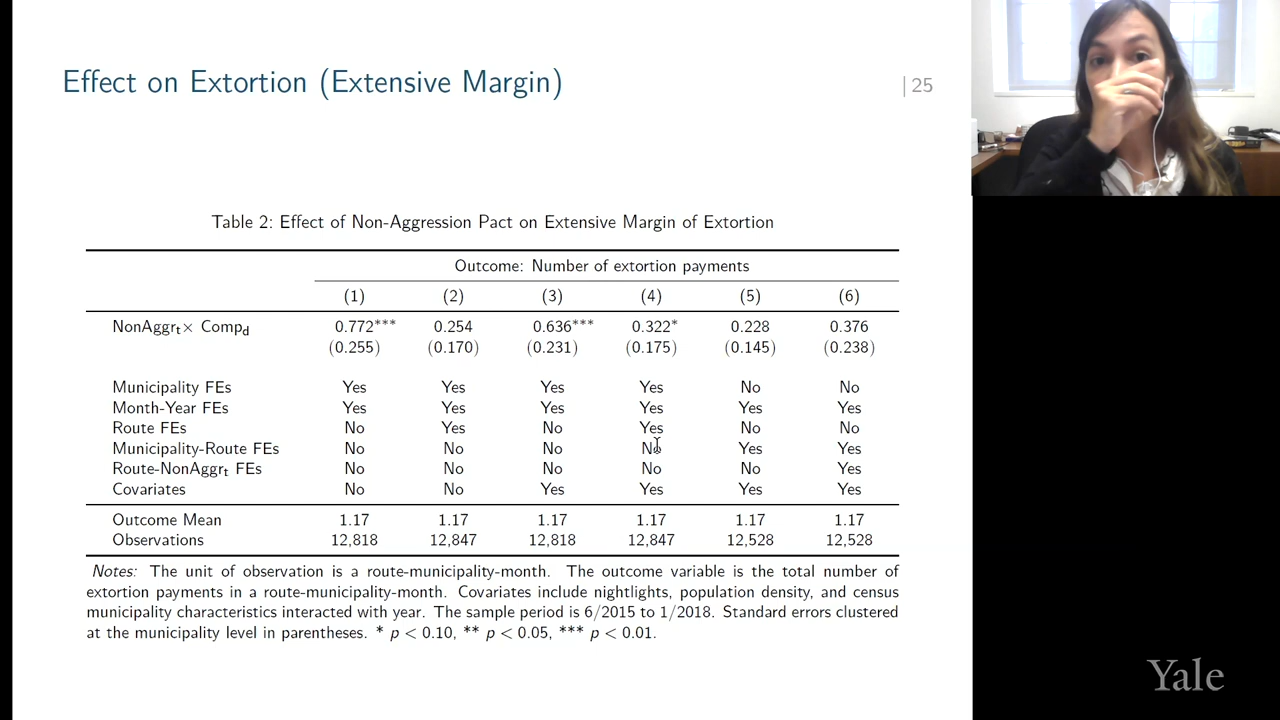 Effect on Extortion (Extensive Margin)
| 25
Table 2: Effect of Non-Aggression Pact on Extensive Margin of Extortion
Outcome: Number of extortion payments
(1) (2) (3) (4) (5) (6)
NonAggrt× Compd 0.772*** 0.254 0.636*** 0.322* 0.228 0.376
(0.255) (0.170) (0.231) (0.175) (0.145) (0.238)
Municipality FEs Yes Yes Yes Yes No No
Month-Year FEs Yes Yes Yes Yes Yes Yes
Route FEs No Yes No Yes No No
Municipality-Route FEs No No No No Yes Yes
Route-NonAggrt FEs No No No No No Yes
Covariates No No Yes Yes Yes Yes
Outcome Mean 1.17 1.17 1.17 1.17 1.17 1.17
Observations 12,818 12,847 12,818 12,847 12,528 12,528
Notes: The unit of observation is a route-municipality-month. The outcome variable is the total number of
extortion payments in a route-municipality-month. Covariates include nightlights, population density, and census
municipality characteristics interacted with year. The sample period is 6/2015 to 1/2018. Standard errors clustered
at the municipality level in parentheses. * p < 0.10, ** p < 0.05, *** p < 0.01.
Yale